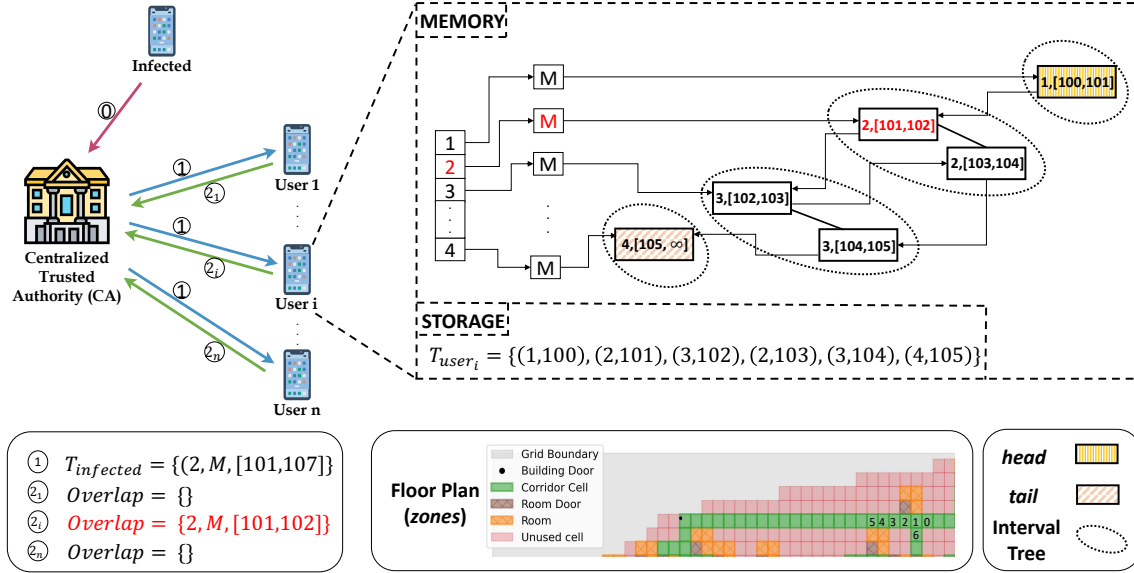 Infected
⓪
Centralized
Trusted
Authority (CA)
①
2₁
User 1
①
2ᵢ
User i
①
2ₙ
User n
MEMORY
1
2
3
4
M
M
M
M
1,[100,101]
2,[101,102]
2,[103,104]
3,[102,103]
3,[104,105]
4,[105, ∞]
STORAGE
T_{user_i} = {(1,100), (2,101), (3,102), (2,103), (3,104), (4,105)}
① T_{infected} = {(2, M, [101,107]}
2₁ Overlap = {}
2ᵢ Overlap = {2, M, [101,102]}
2ₙ Overlap = {}
Floor Plan
(zones)
Grid Boundary
Building Door
Corridor Cell
Room Door
Room
Unused cell
5 4 3 2 1 0
6
head
tail
Interval
Tree